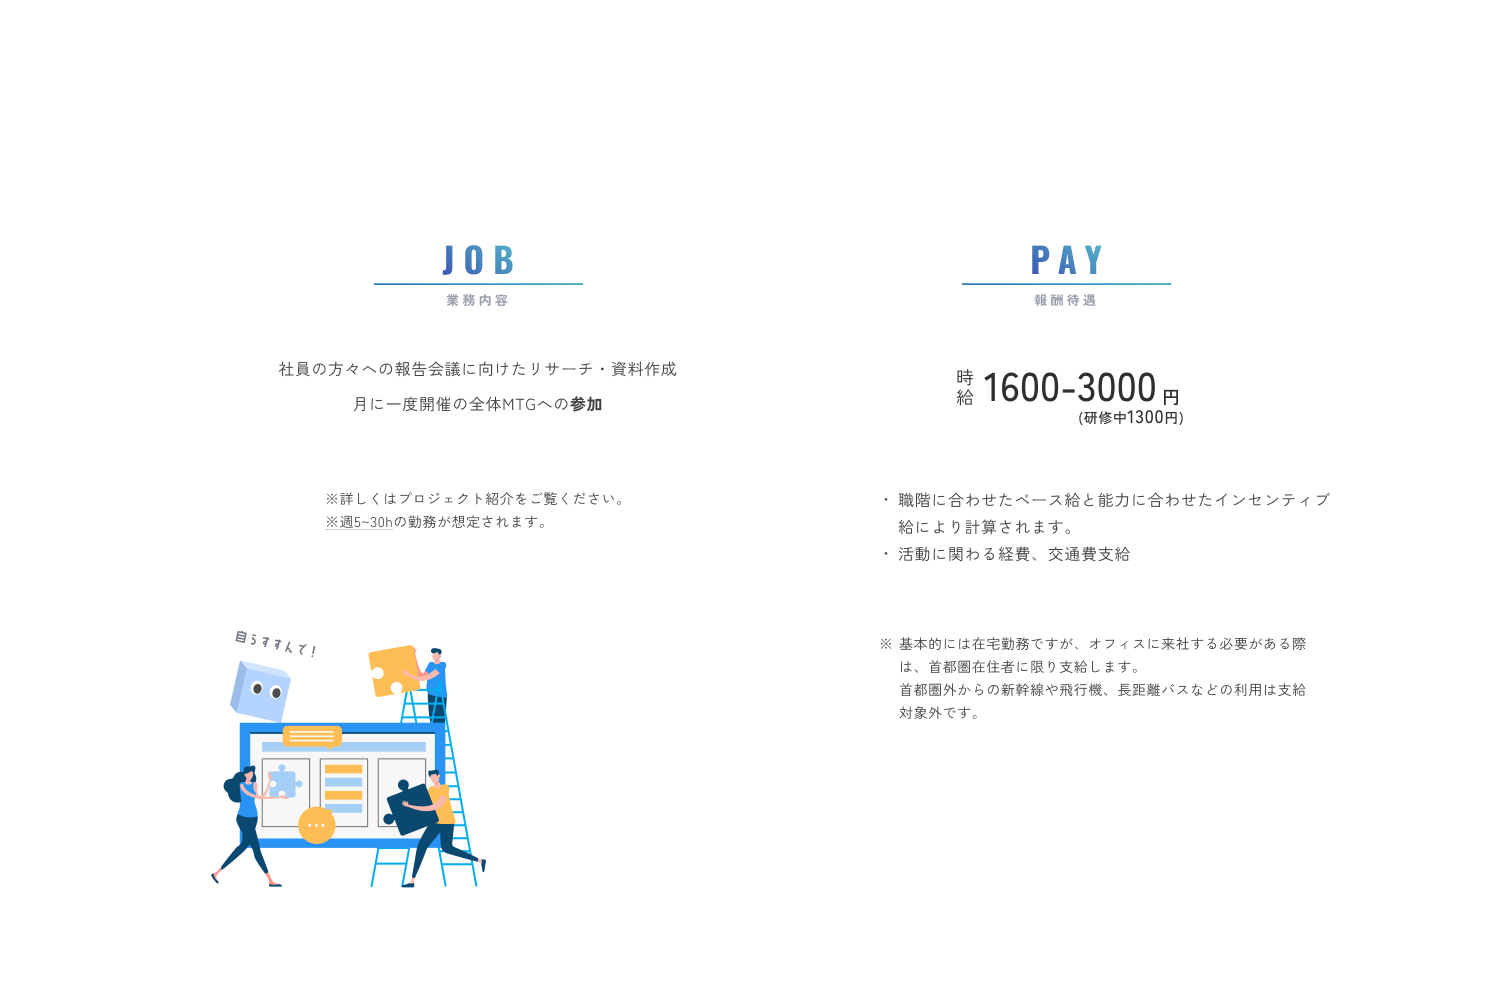 JOB
業務内容
社員の方々への報告会議に向けたリサーチ・資料作成
月に一度開催の全体MTGへの参加
※詳しくはプロジェクト紹介をご覧ください。
※週5~30hの勤務が想定されます。
自らすすんで！
PAY
報酬待遇
時給 1600-3000 円
(研修中1300円)
・ 職階に合わせたベース給と能力に合わせたインセンティブ
給により計算されます。
・ 活動に関わる経費、交通費支給
※ 基本的には在宅勤務ですが、オフィスに来社する必要がある際
は、首都圏在住者に限り支給します。
首都圏外からの新幹線や飛行機、長距離バスなどの利用は支給
対象外です。